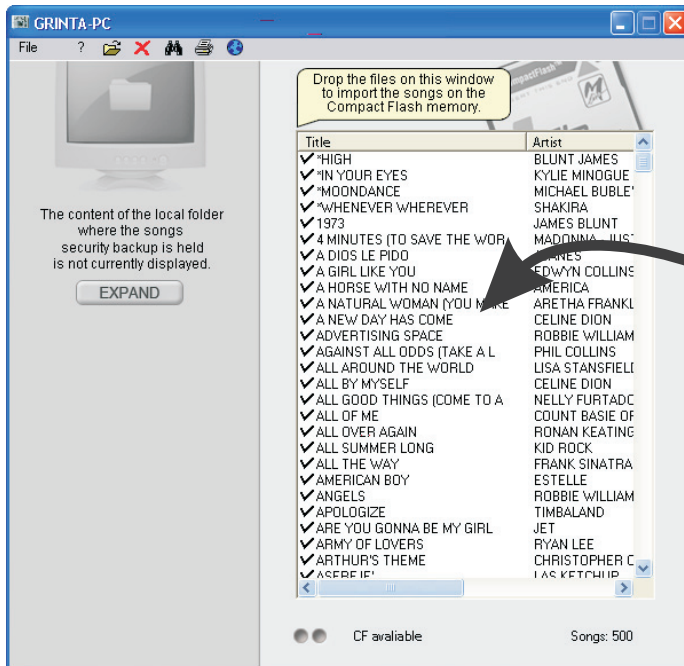 GRINTA-PC
File ?
Drop the files on this window
to import the songs on the
Compact Flash memory.
Title Artist
*HIGH BLUNT JAMES
*IN YOUR EYES KYLIE MINOGUE
*MOONDANCE MICHAEL BUBLE'
*WHENEVER WHEREVER SHAKIRA
1973 JAMES BLUNT
4 MINUTES (TO SAVE THE WOR MADONNA - JUST
A DIOS LE PIDO
A GIRL LIKE YOU EDWYN COLLINS
A HORSE WITH NO NAME AMERICA
A NATURAL WOMAN (YOU MAKE ARETHA FRANKL
A NEW DAY HAS COME CELINE DION
ADVERTISING SPACE ROBBIE WILLIAM
AGAINST ALL ODDS (TAKE A L PHIL COLLINS
ALL AROUND THE WORLD LISA STANSFIELD
ALL BY MYSELF CELINE DION
ALL GOOD THINGS (COME TO A NELLY FURTADO
ALL OF ME COUNT BASIE OR
ALL OVER AGAIN RONAN KEATING
ALL SUMMER LONG KID ROCK
ALL THE WAY FRANK SINATRA
AMERICAN BOY ESTELLE
ANGELS ROBBIE WILLIAM
APOLOGIZE TIMBALAND
ARE YOU GONNA BE MY GIRL JET
ARMY OF LOVERS RYAN LEE
ARTHUR'S THEME CHRISTOPHER C
ASEREJE' LAS KETCHUP
The content of the local folder
where the songs
security backup is held
is not currently displayed.
EXPAND
CF avaliable Songs: 500